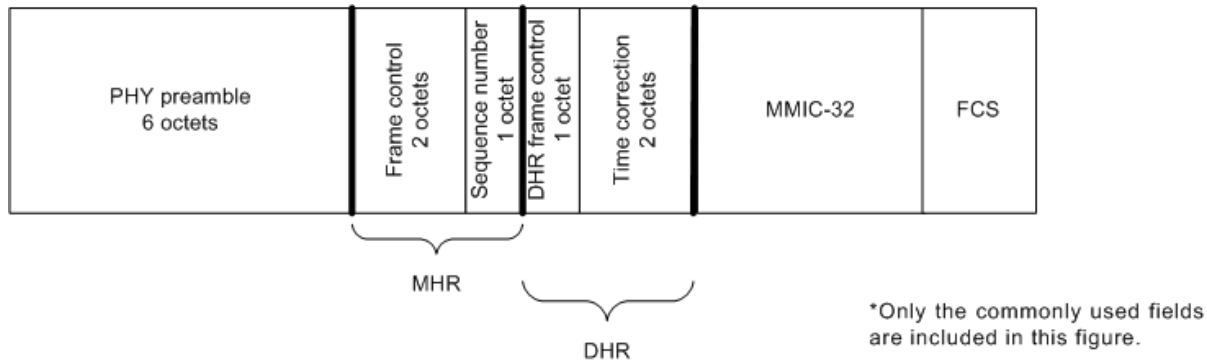 PHY preamble
6 octets
Frame control
2 octets
Sequence number
1 octet
DHR frame control
1 octet
Time correction
2 octets
MMIC-32
FCS
MHR
DHR
*Only the commonly used fields
are included in this figure.